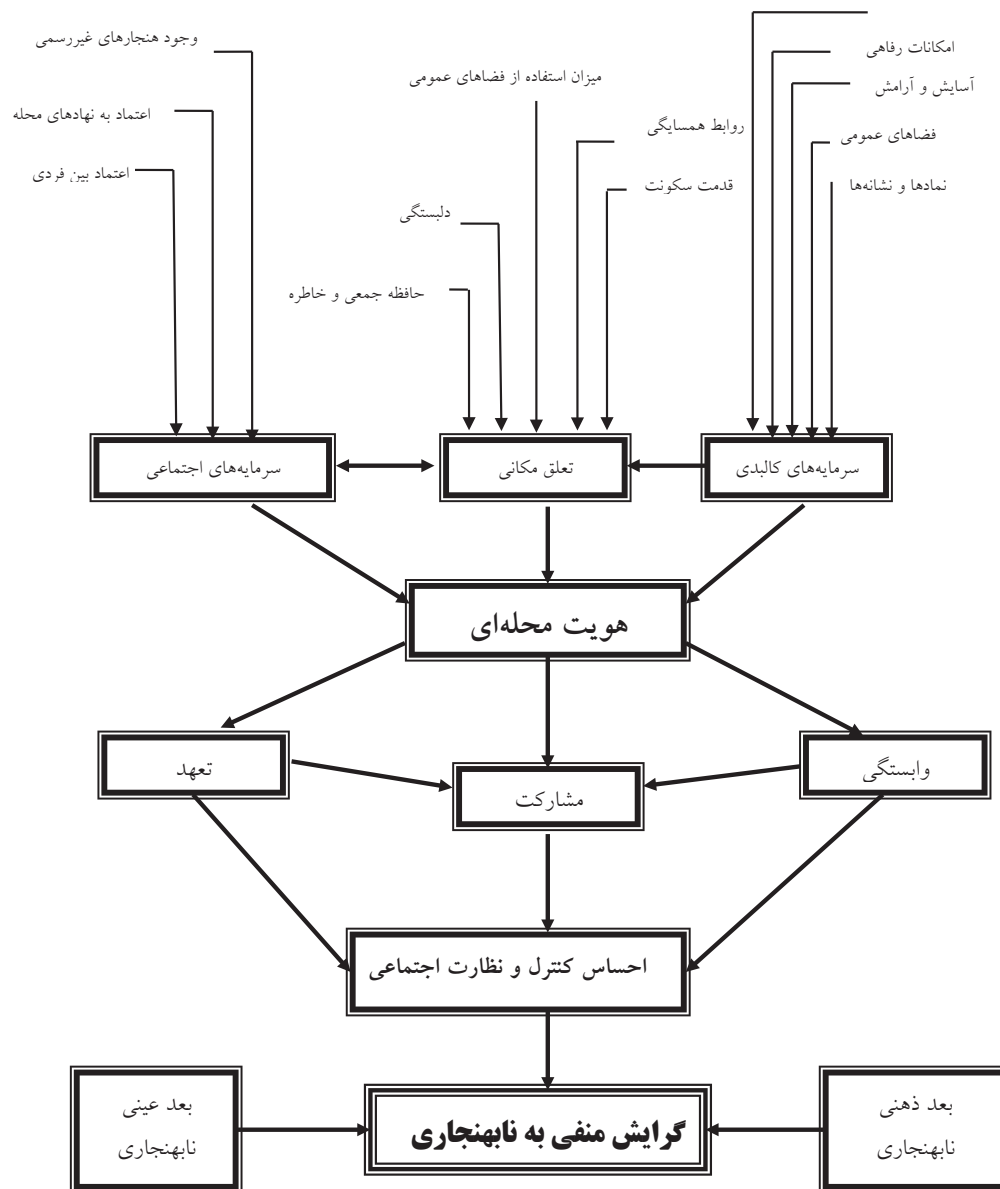 وجود هنجارهای غیررسمی
امکانات رفاهی
میزان استفاده از فضاهای عمومی
آسایش و آرامش
اعتماد به نهادهای محله
روابط همسایگی
فضاهای عمومی
اعتماد بین فردی
قدمت سکونت
نمادها و نشانه‌ها
دلبستگی
حافظه جمعی و خاطره
سرمایه‌های کالبدی
تعلق مکانی
سرمایه‌های اجتماعی
هویت محله‌ای
وابستگی
مشارکت
تعهد
احساس کنترل و نظارت اجتماعی
بعد ذهنی
نابهنجاری
گرایش منفی به نابهنجاری
بعد عینی
نابهنجاری